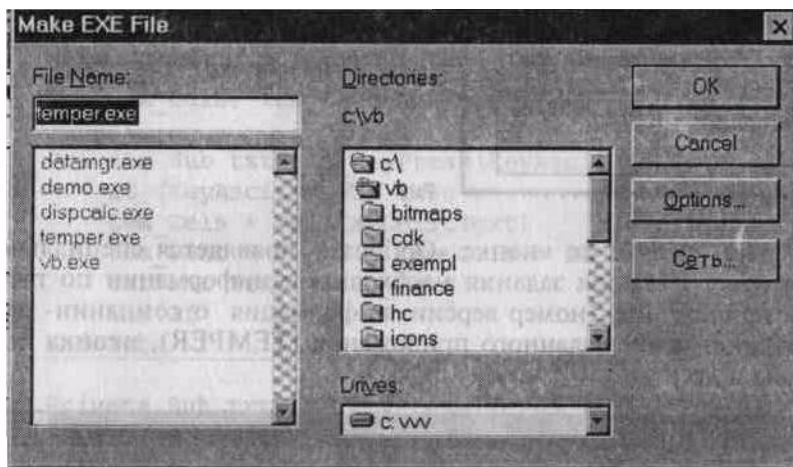 Make EXE File
File Name:
temper.exe
datamgr.exe
demo.exe
dispcalc.exe
temper.exe
vb.exe
Directories:
c:\vb
c:\
vb
bitmaps
cdk
exempl
finance
hc
icons
Drives:
c: vvv
OK
Cancel
Options...
Сеть...